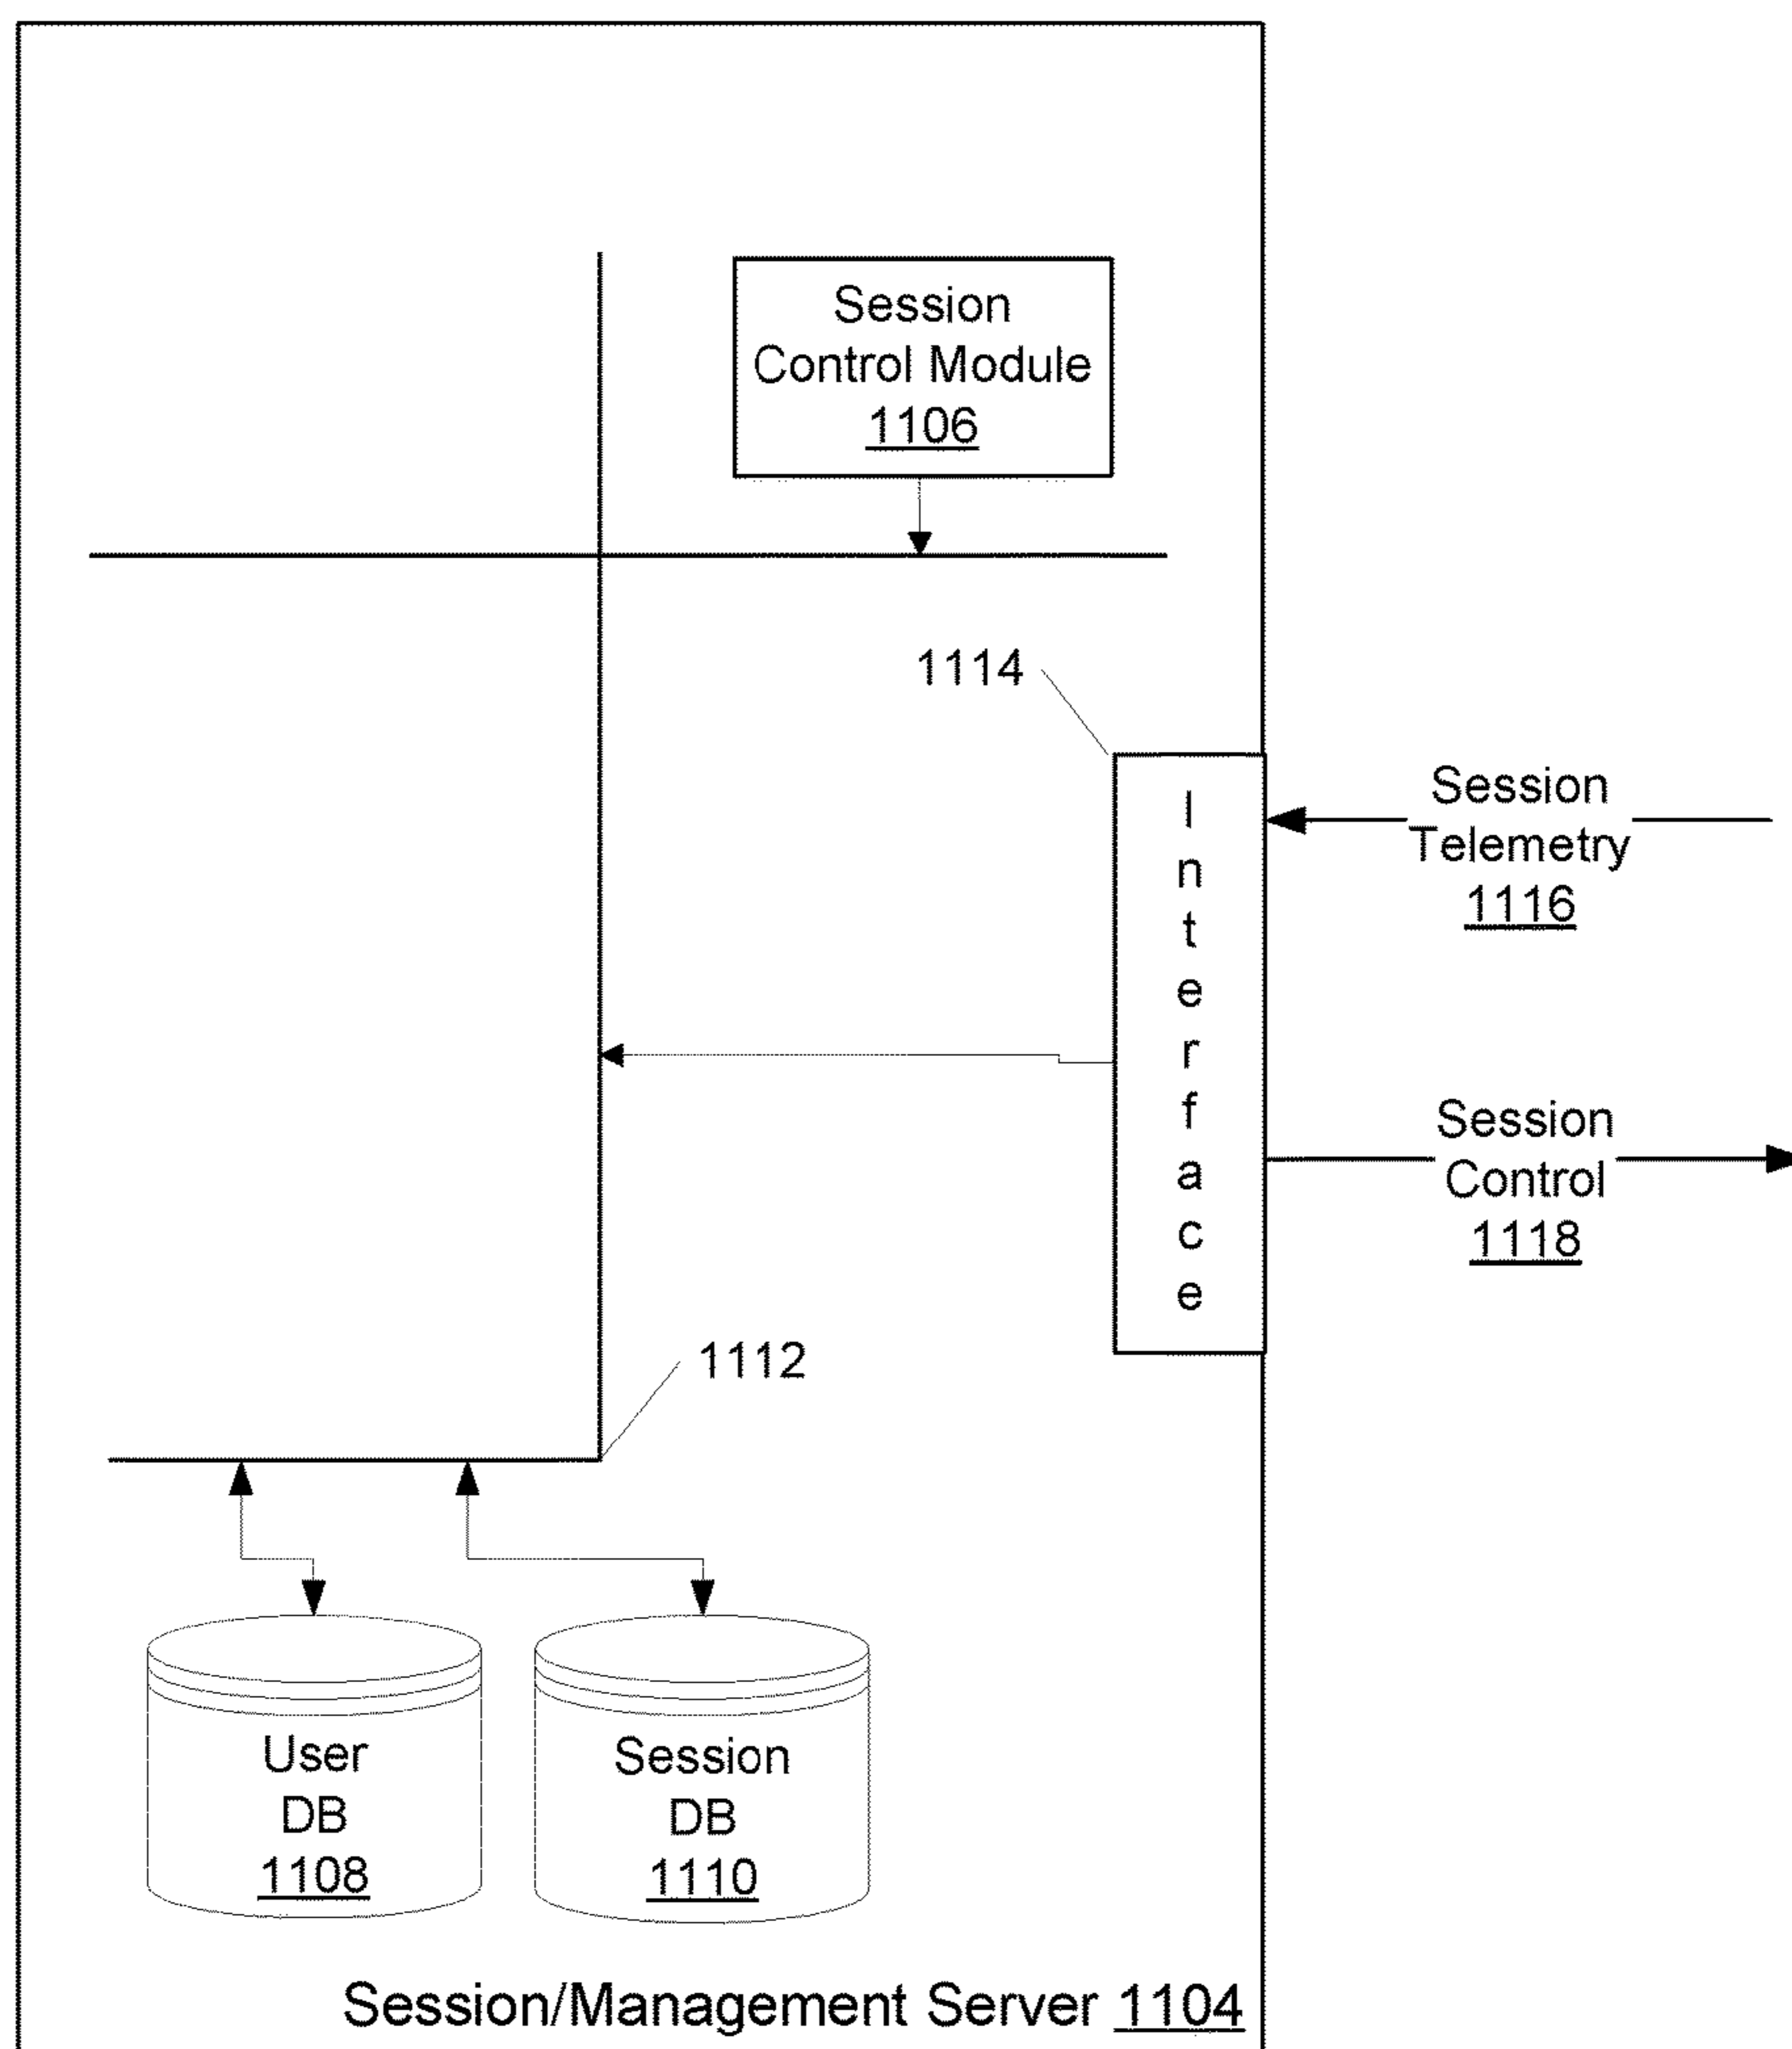 Session
Control Module
1106
1114
Interface
Session
Telemetry
1116
Session
Control
1118
1112
User
DB
1108
Session
DB
1110
Session/Management Server 1104